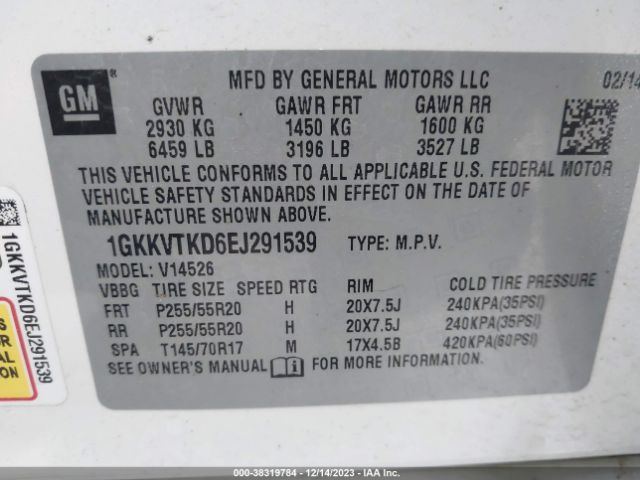 GM ®
MFD BY GENERAL MOTORS LLC 02/14
GVWR GAWR FRT GAWR RR
2930 KG 1450 KG 1600 KG
6459 LB 3196 LB 3527 LB
THIS VEHICLE CONFORMS TO ALL APPLICABLE U.S. FEDERAL MOTOR
VEHICLE SAFETY STANDARDS IN EFFECT ON THE DATE OF
MANUFACTURE SHOWN ABOVE.
1GKKVTKD6EJ291539 TYPE: M.P.V.
MODEL: V14526
VBBG TIRE SIZE SPEED RTG RIM COLD TIRE PRESSURE
FRT P255/55R20 H 20X7.5J 240KPA(35PSI)
RR P255/55R20 H 20X7.5J 240KPA(35PSI)
SPA T145/70R17 M 17X4.5B 420KPA(60PSI)
SEE OWNER'S MANUAL i FOR MORE INFORMATION.
1GKKVTKD6EJ291539
000-38319784 - 12/14/2023 - IAA Inc.